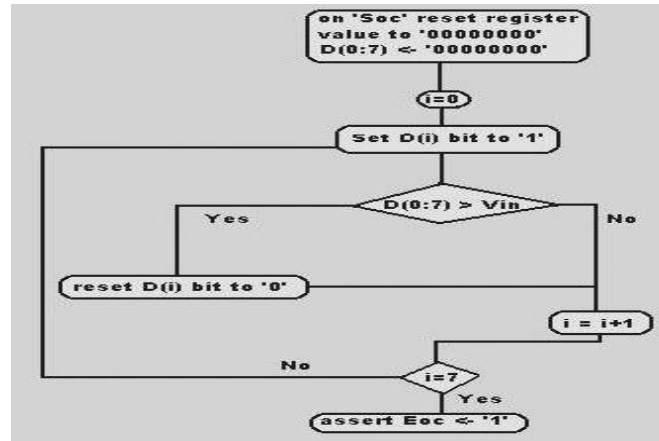 on 'Soc' reset register
value to '00000000'
D(0:7) <- '00000000'
i=0
Set D(i) bit to '1'
D(0:7) > Vin
Yes
No
reset D(i) bit to '0'
i = i+1
No
i=7
Yes
assert Eoc <- '1'